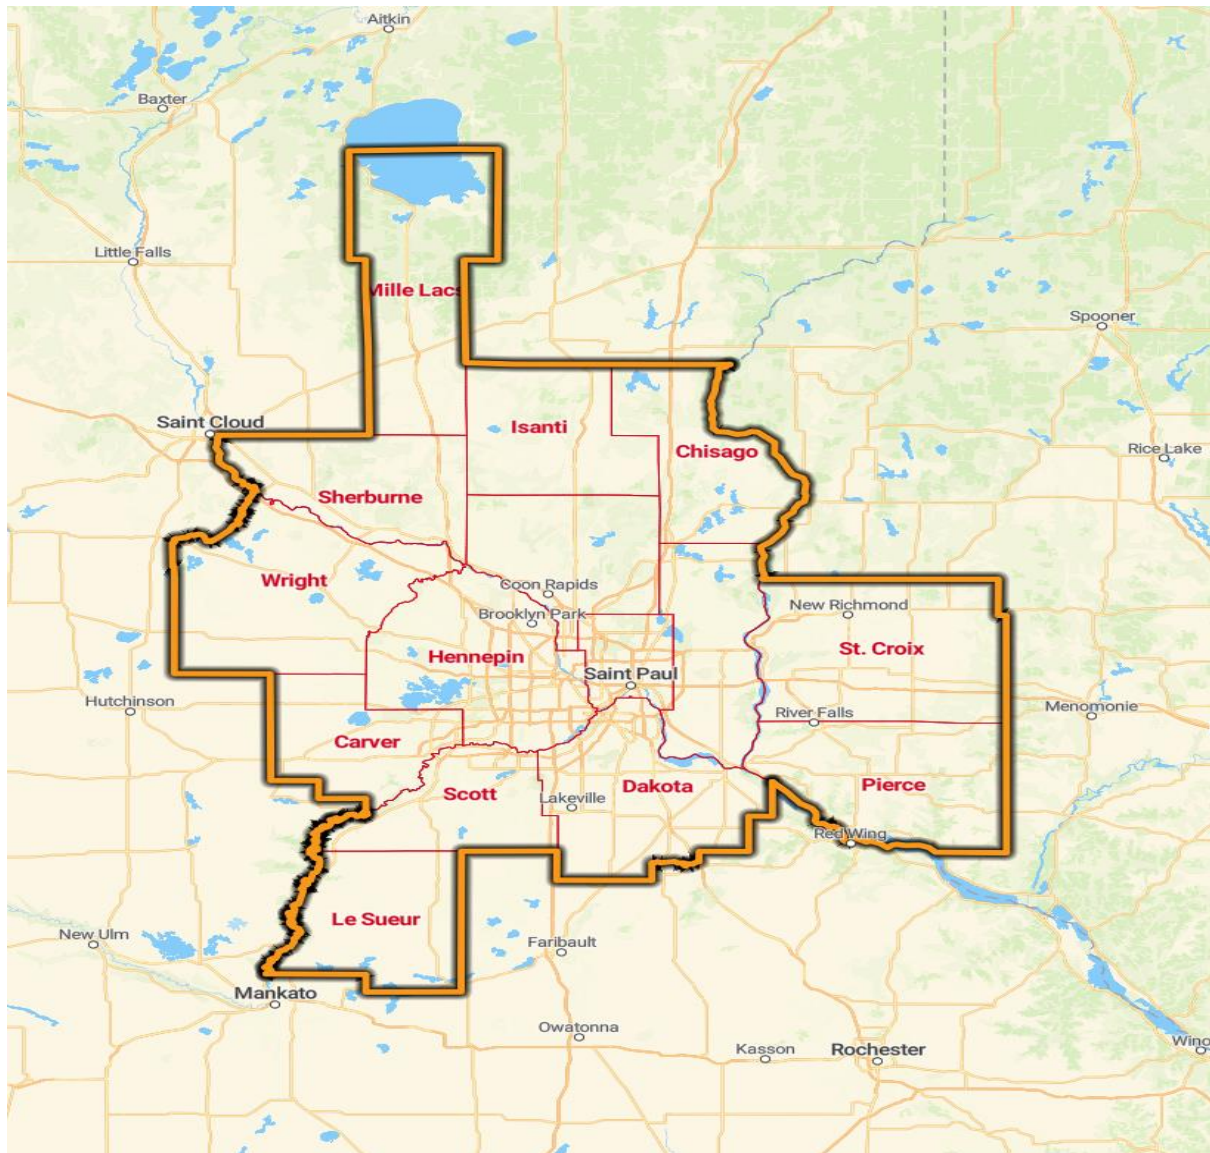 Aitkin
Baxter
Little Falls
Mille Lacs
Spooner
Saint Cloud
Isanti
Chisago
Rice Lake
Sherburne
Wright
Coon Rapids
New Richmond
Brooklyn Park
St. Croix
Hennepin
Saint Paul
Hutchinson
River Falls
Menomonie
Carver
Dakota
Pierce
Scott
Lakeville
Red Wing
Le Sueur
New Ulm
Faribault
Mankato
Owatonna
Wino
Kasson
Rochester